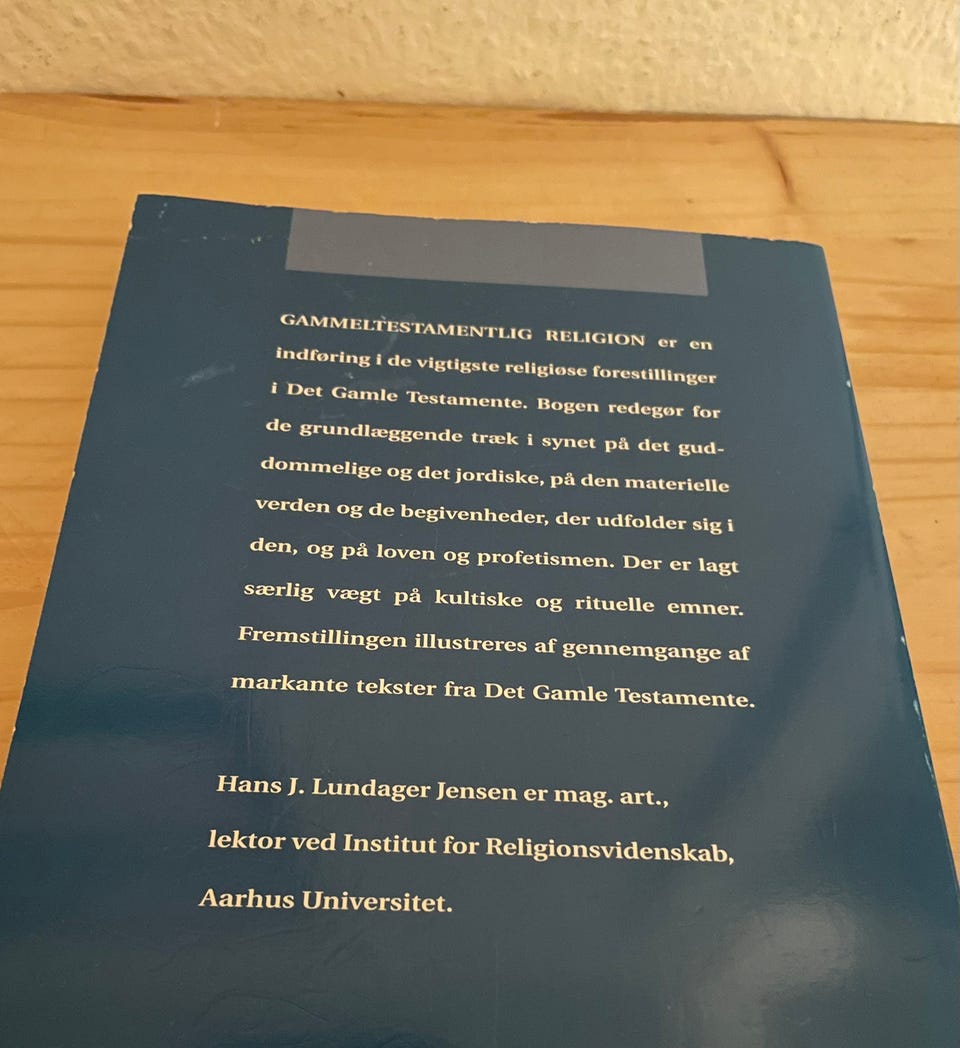 GAMMELTESTAMENTLIG RELIGION er en
indføring i de vigtigste religiøse forestillinger
i Det Gamle Testamente. Bogen redegør for
de grundlæggende træk i synet på det gud-
dommelige og det jordiske, på den materielle
verden og de begivenheder, der udfolder sig i
den, og på loven og profetismen. Der er lagt
særlig vægt på kultiske og rituelle emner.
Fremstillingen illustreres af gennemgange af
markante tekster fra Det Gamle Testamente.
Hans J. Lundager Jensen er mag. art.,
lektor ved Institut for Religionsvidenskab,
Aarhus Universitet.